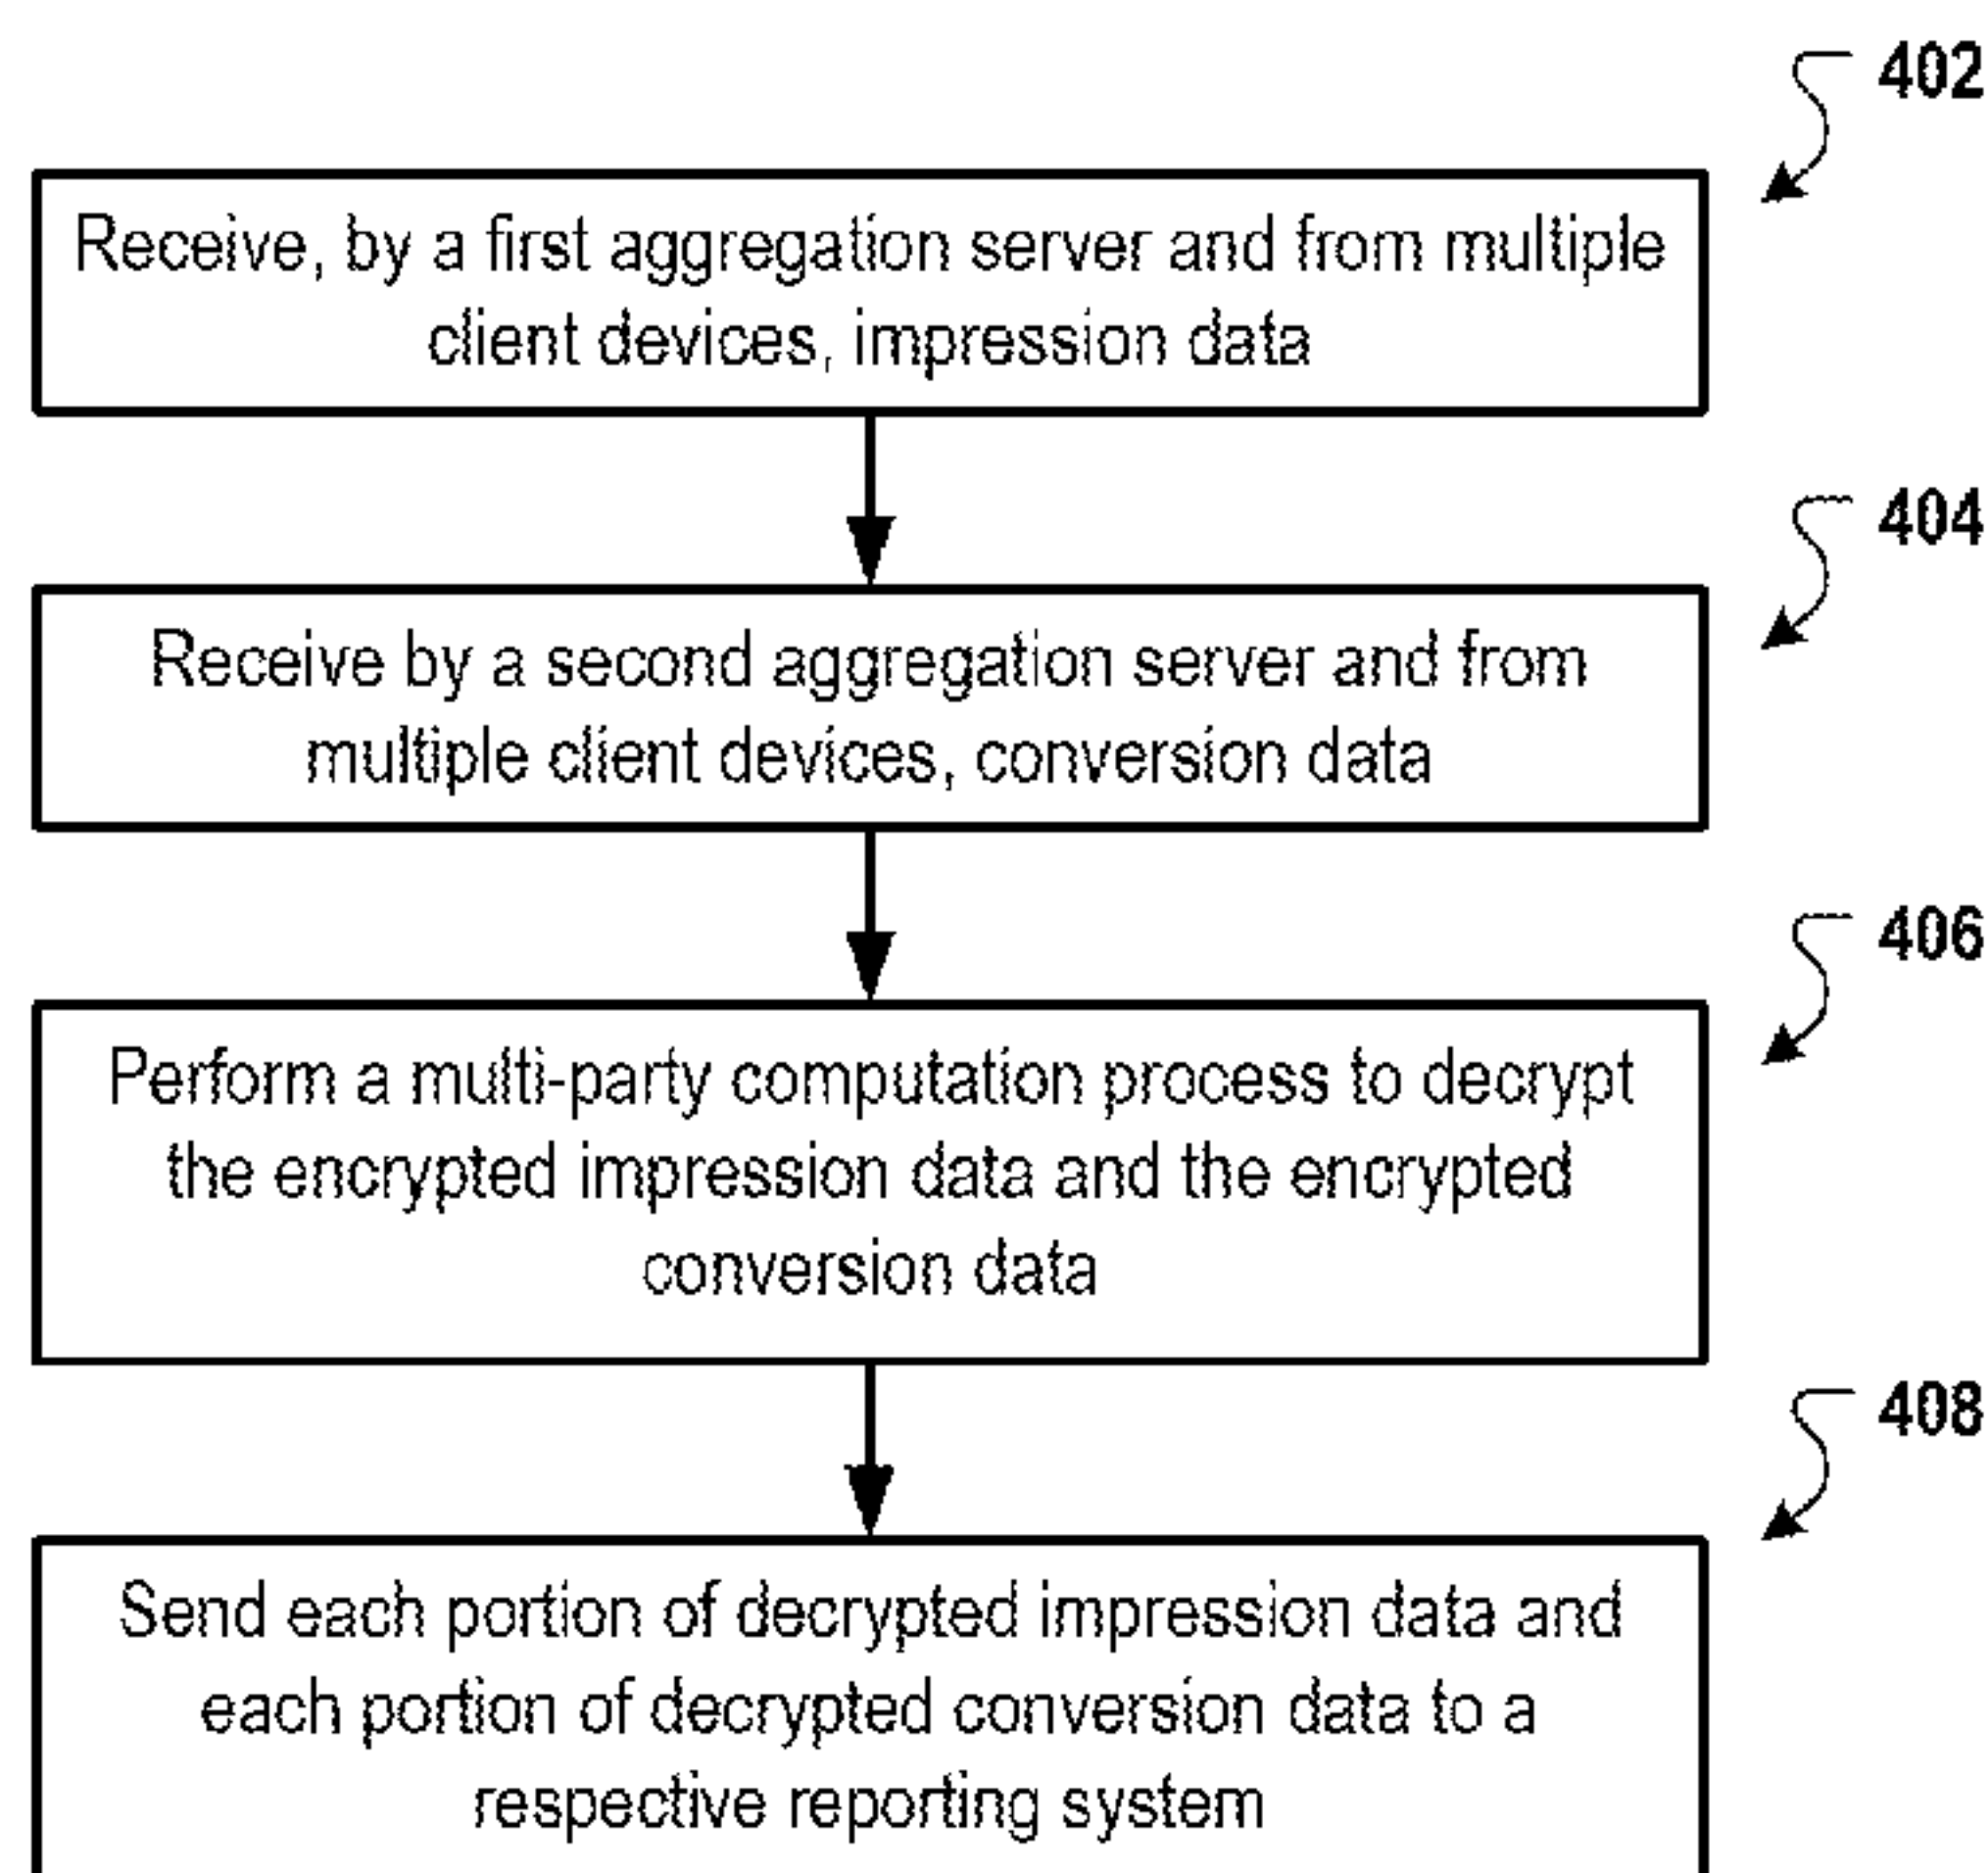 402
Receive, by a first aggregation server and from multiple
client devices, impression data
404
Receive by a second aggregation server and from
multiple client devices, conversion data
406
Perform a multi-party computation process to decrypt
the encrypted impression data and the encrypted
conversion data
408
Send each portion of decrypted impression data and
each portion of decrypted conversion data to a
respective reporting system